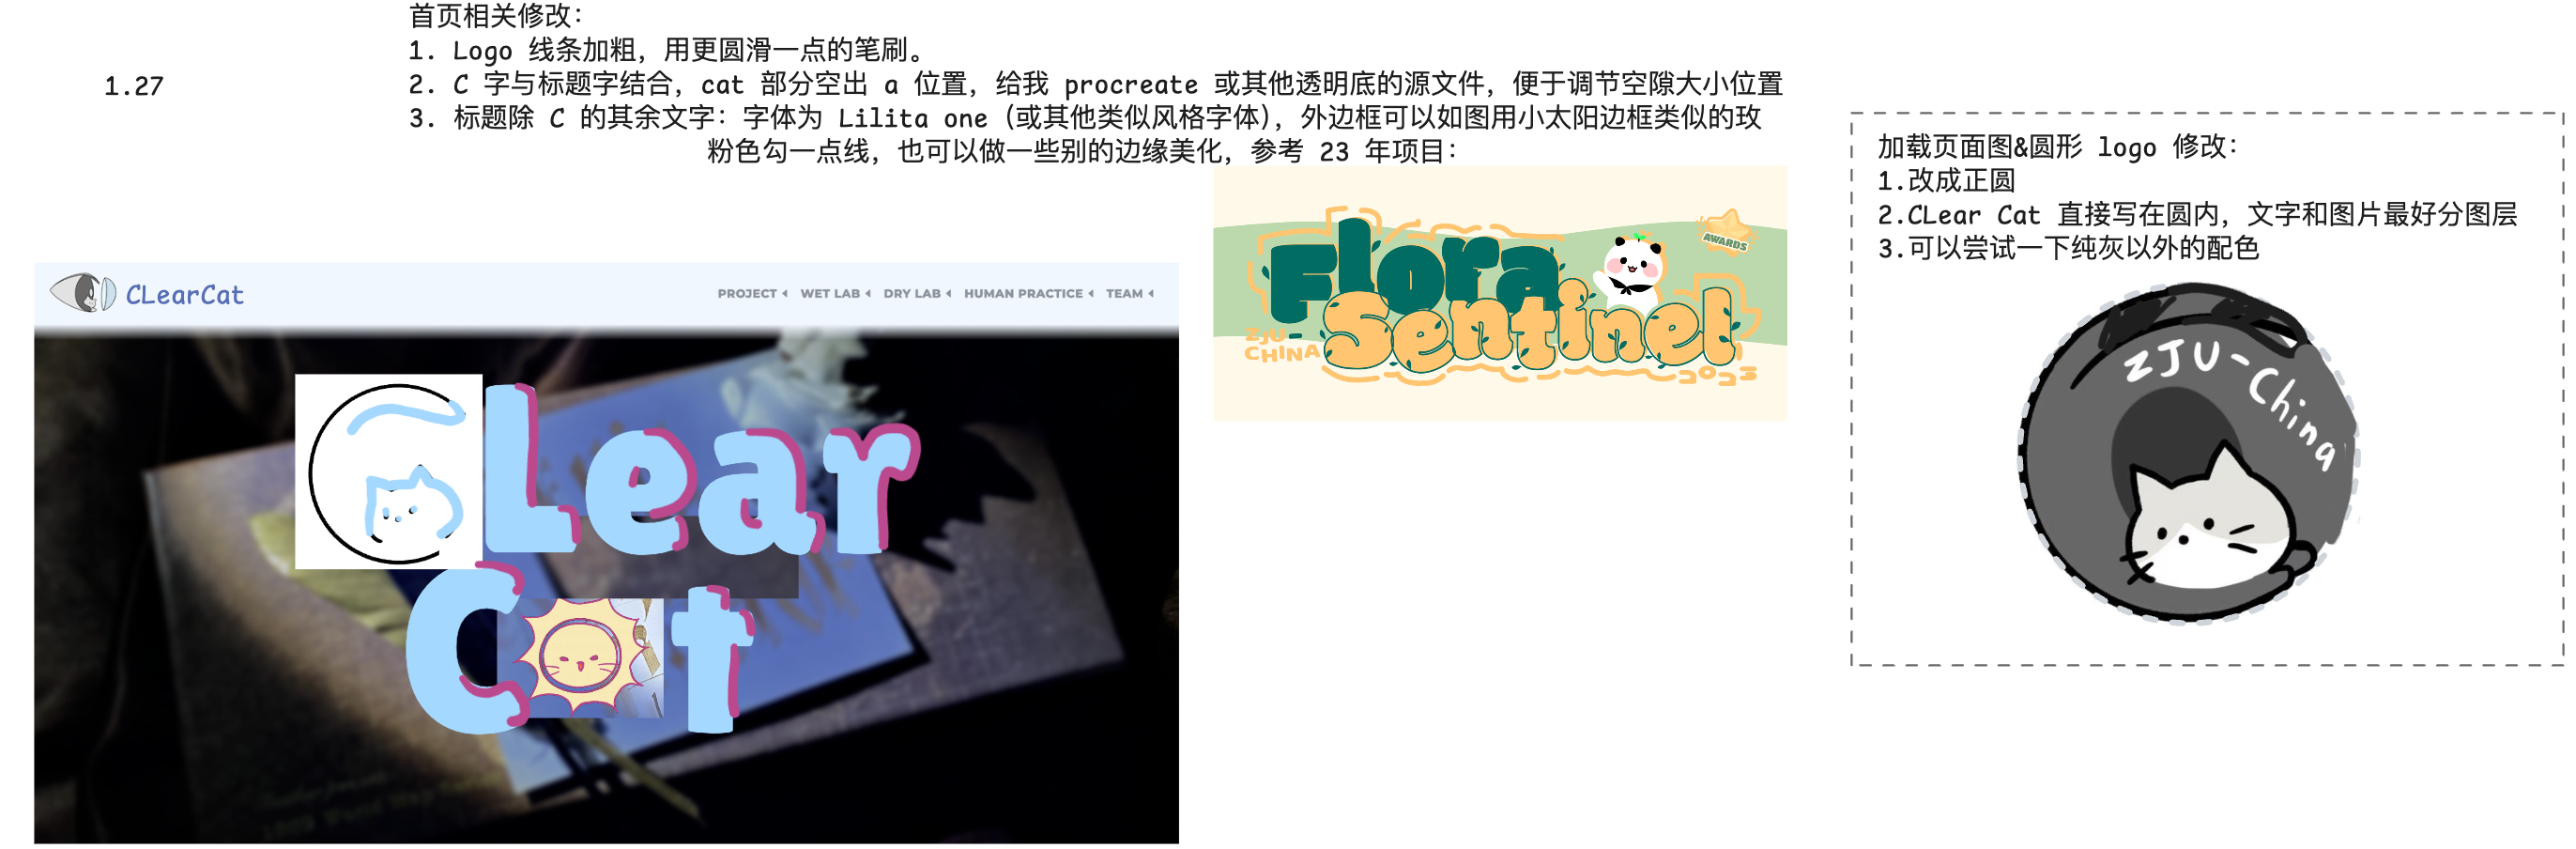 1.27
首页相关修改：
1. Logo 线条加粗，用更圆滑一点的笔刷。
2. C 字与标题字结合，cat 部分空出 a 位置，给我 procreate 或其他透明底的源文件，便于调节空隙大小位置
3. 标题除 C 的其余文字：字体为 Lilita one（或其他类似风格字体），外边框可以如图用小太阳边框类似的玫
粉色勾一点线，也可以做一些别的边缘美化，参考 23 年项目：
CLearCat
PROJECT
WET LAB
DRY LAB
HUMAN PRACTICE
TEAM
Lear
C t
Flora
Sentinel
ZJU-
CHINA
2023
AWARDS
加载页面图&圆形 logo 修改：
1.改成正圆
2.CLear Cat 直接写在圆内，文字和图片最好分图层
3.可以尝试一下纯灰以外的配色
ZJU-China